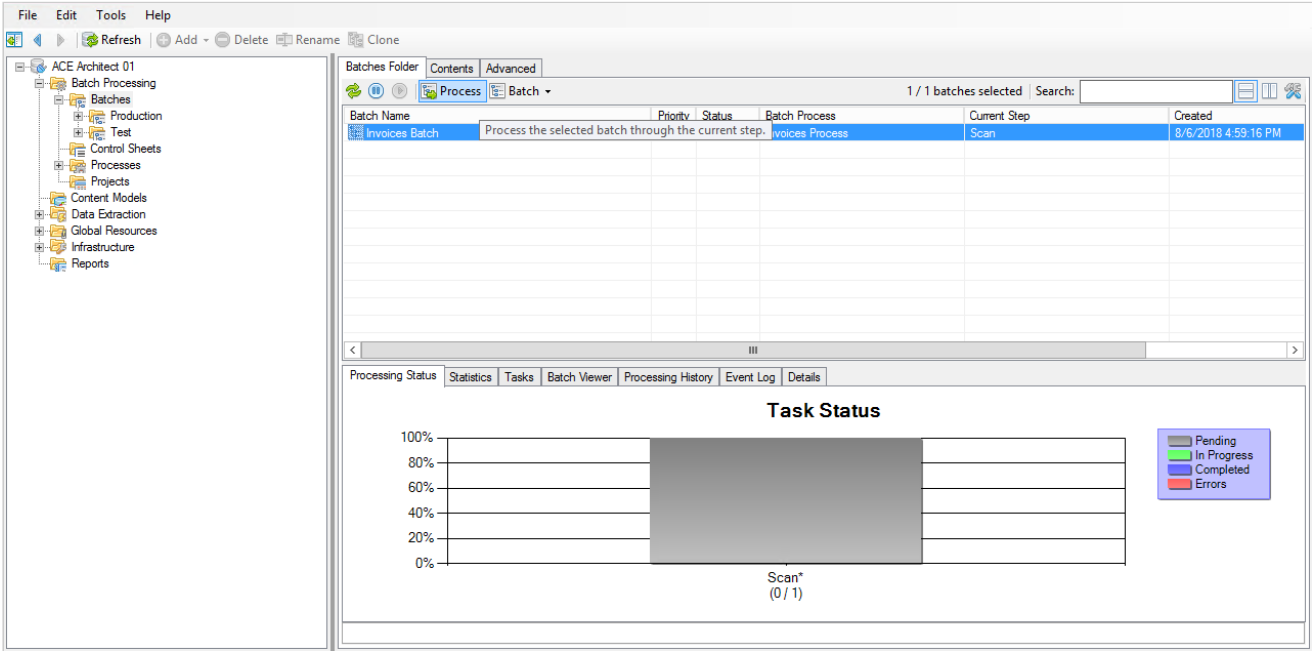 File Edit Tools Help
Refresh Add Delete Rename Clone
ACE Architect 01
Batch Processing
Batches
Production
Test
Control Sheets
Processes
Projects
Content Models
Data Extraction
Global Resources
Infrastructure
Reports
Batches Folder Contents Advanced
Process Batch 1 / 1 batches selected Search:
Batch Name Priority Status Batch Process Current Step Created
Invoices Batch nvoices Process Scan 8/6/2018 4:59:16 PM
Process the selected batch through the current step.
Processing Status Statistics Tasks Batch Viewer Processing History Event Log Details
Task Status
100%
80%
60%
40%
20%
0%
Scan*
(0 / 1)
Pending
In Progress
Completed
Errors